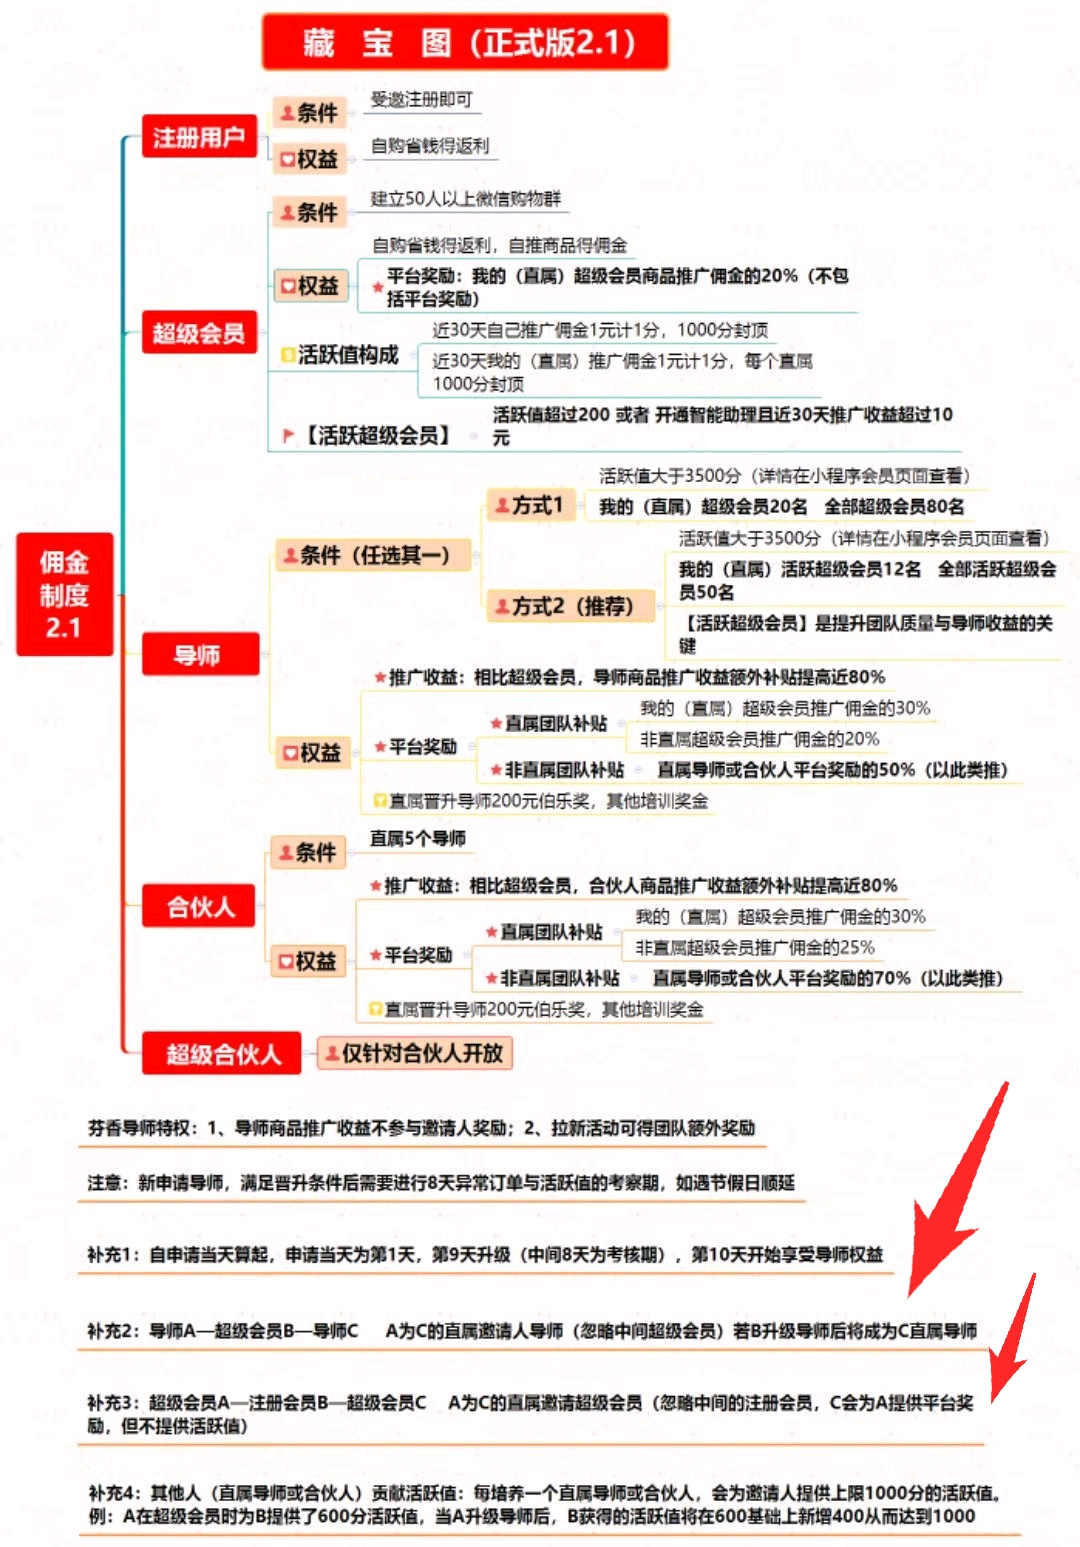 藏 宝 图（正式版2.1）
佣金
制度
2.1
注册用户
条件
受邀注册即可
权益
自购省钱得返利
超级会员
条件
建立50人以上微信购物群
权益
自购省钱得返利，自推商品得佣金
平台奖励：我的（直属）超级会员商品推广佣金的20%（不包
括平台奖励）
活跃值构成
近30天自己推广佣金1元计1分，1000分封顶
近30天我的（直属）推广佣金1元计1分，每个直属
1000分封顶
【活跃超级会员】
活跃值超过200 或者 开通智能助理且近30天推广收益超过10
元
导师
条件（任选其一）
方式1
活跃值大于3500分（详情在小程序会员页面查看）
我的（直属）超级会员20名 全部超级会员80名
方式2（推荐）
活跃值大于3500分（详情在小程序会员页面查看）
我的（直属）活跃超级会员12名 全部活跃超级会
员50名
【活跃超级会员】是提升团队质量与导师收益的关
键
权益
推广收益：相比超级会员，导师商品推广收益额外补贴提高近80%
平台奖励
直属团队补贴
我的（直属）超级会员推广佣金的30%
非直属超级会员推广佣金的20%
非直属团队补贴
直属导师或合伙人平台奖励的50%（以此类推）
直属晋升导师200元伯乐奖，其他培训奖金
合伙人
条件
直属5个导师
权益
推广收益：相比超级会员，合伙人商品推广收益额外补贴提高近80%
平台奖励
直属团队补贴
我的（直属）超级会员推广佣金的30%
非直属超级会员推广佣金的25%
非直属团队补贴
直属导师或合伙人平台奖励的70%（以此类推）
直属晋升导师200元伯乐奖，其他培训奖金
超级合伙人
仅针对合伙人开放
芬香导师特权：1、导师商品推广收益不参与邀请人奖励；2、拉新活动可得团队额外奖励
注意：新申请导师，满足晋升条件后需要进行8天异常订单与活跃值的考察期，如遇节假日顺延
补充1：自申请当天算起，申请当天为第1天，第9天升级（中间8天为考核期），第10天开始享受导师权益
补充2：导师A—超级会员B—导师C A为C的直属邀请人导师（忽略中间超级会员）若B升级导师后将成为C直属导师
补充3：超级会员A—注册会员B—超级会员C A为C的直属邀请超级会员（忽略中间的注册会员，C会为A提供平台奖
励，但不提供活跃值）
补充4：其他人（直属导师或合伙人）贡献活跃值：每培养一个直属导师或合伙人，会为邀请人提供上限1000分的活跃值。
例：A在超级会员时为B提供了600分活跃值，当A升级导师后，B获得的活跃值将在600基础上新增400从而达到1000